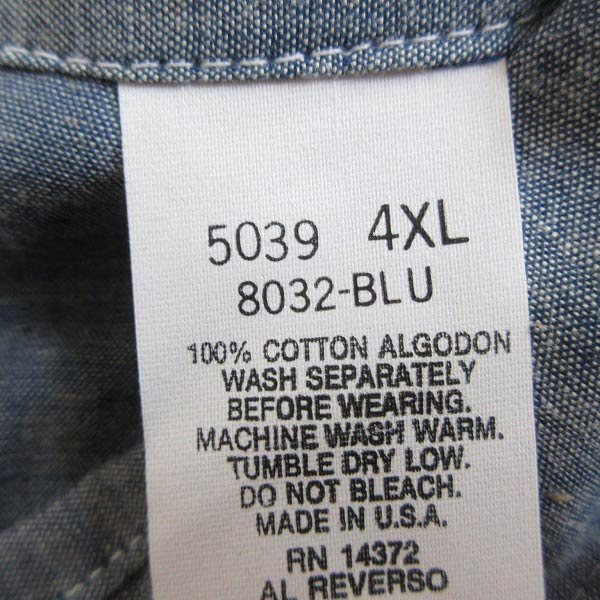 5039 4XL
8032-BLU
100% COTTON ALGODON
WASH SEPARATELY
BEFORE WEARING.
MACHINE WASH WARM.
TUMBLE DRY LOW.
DO NOT BLEACH.
MADE IN U.S.A.
RN 14372
AL REVERSO